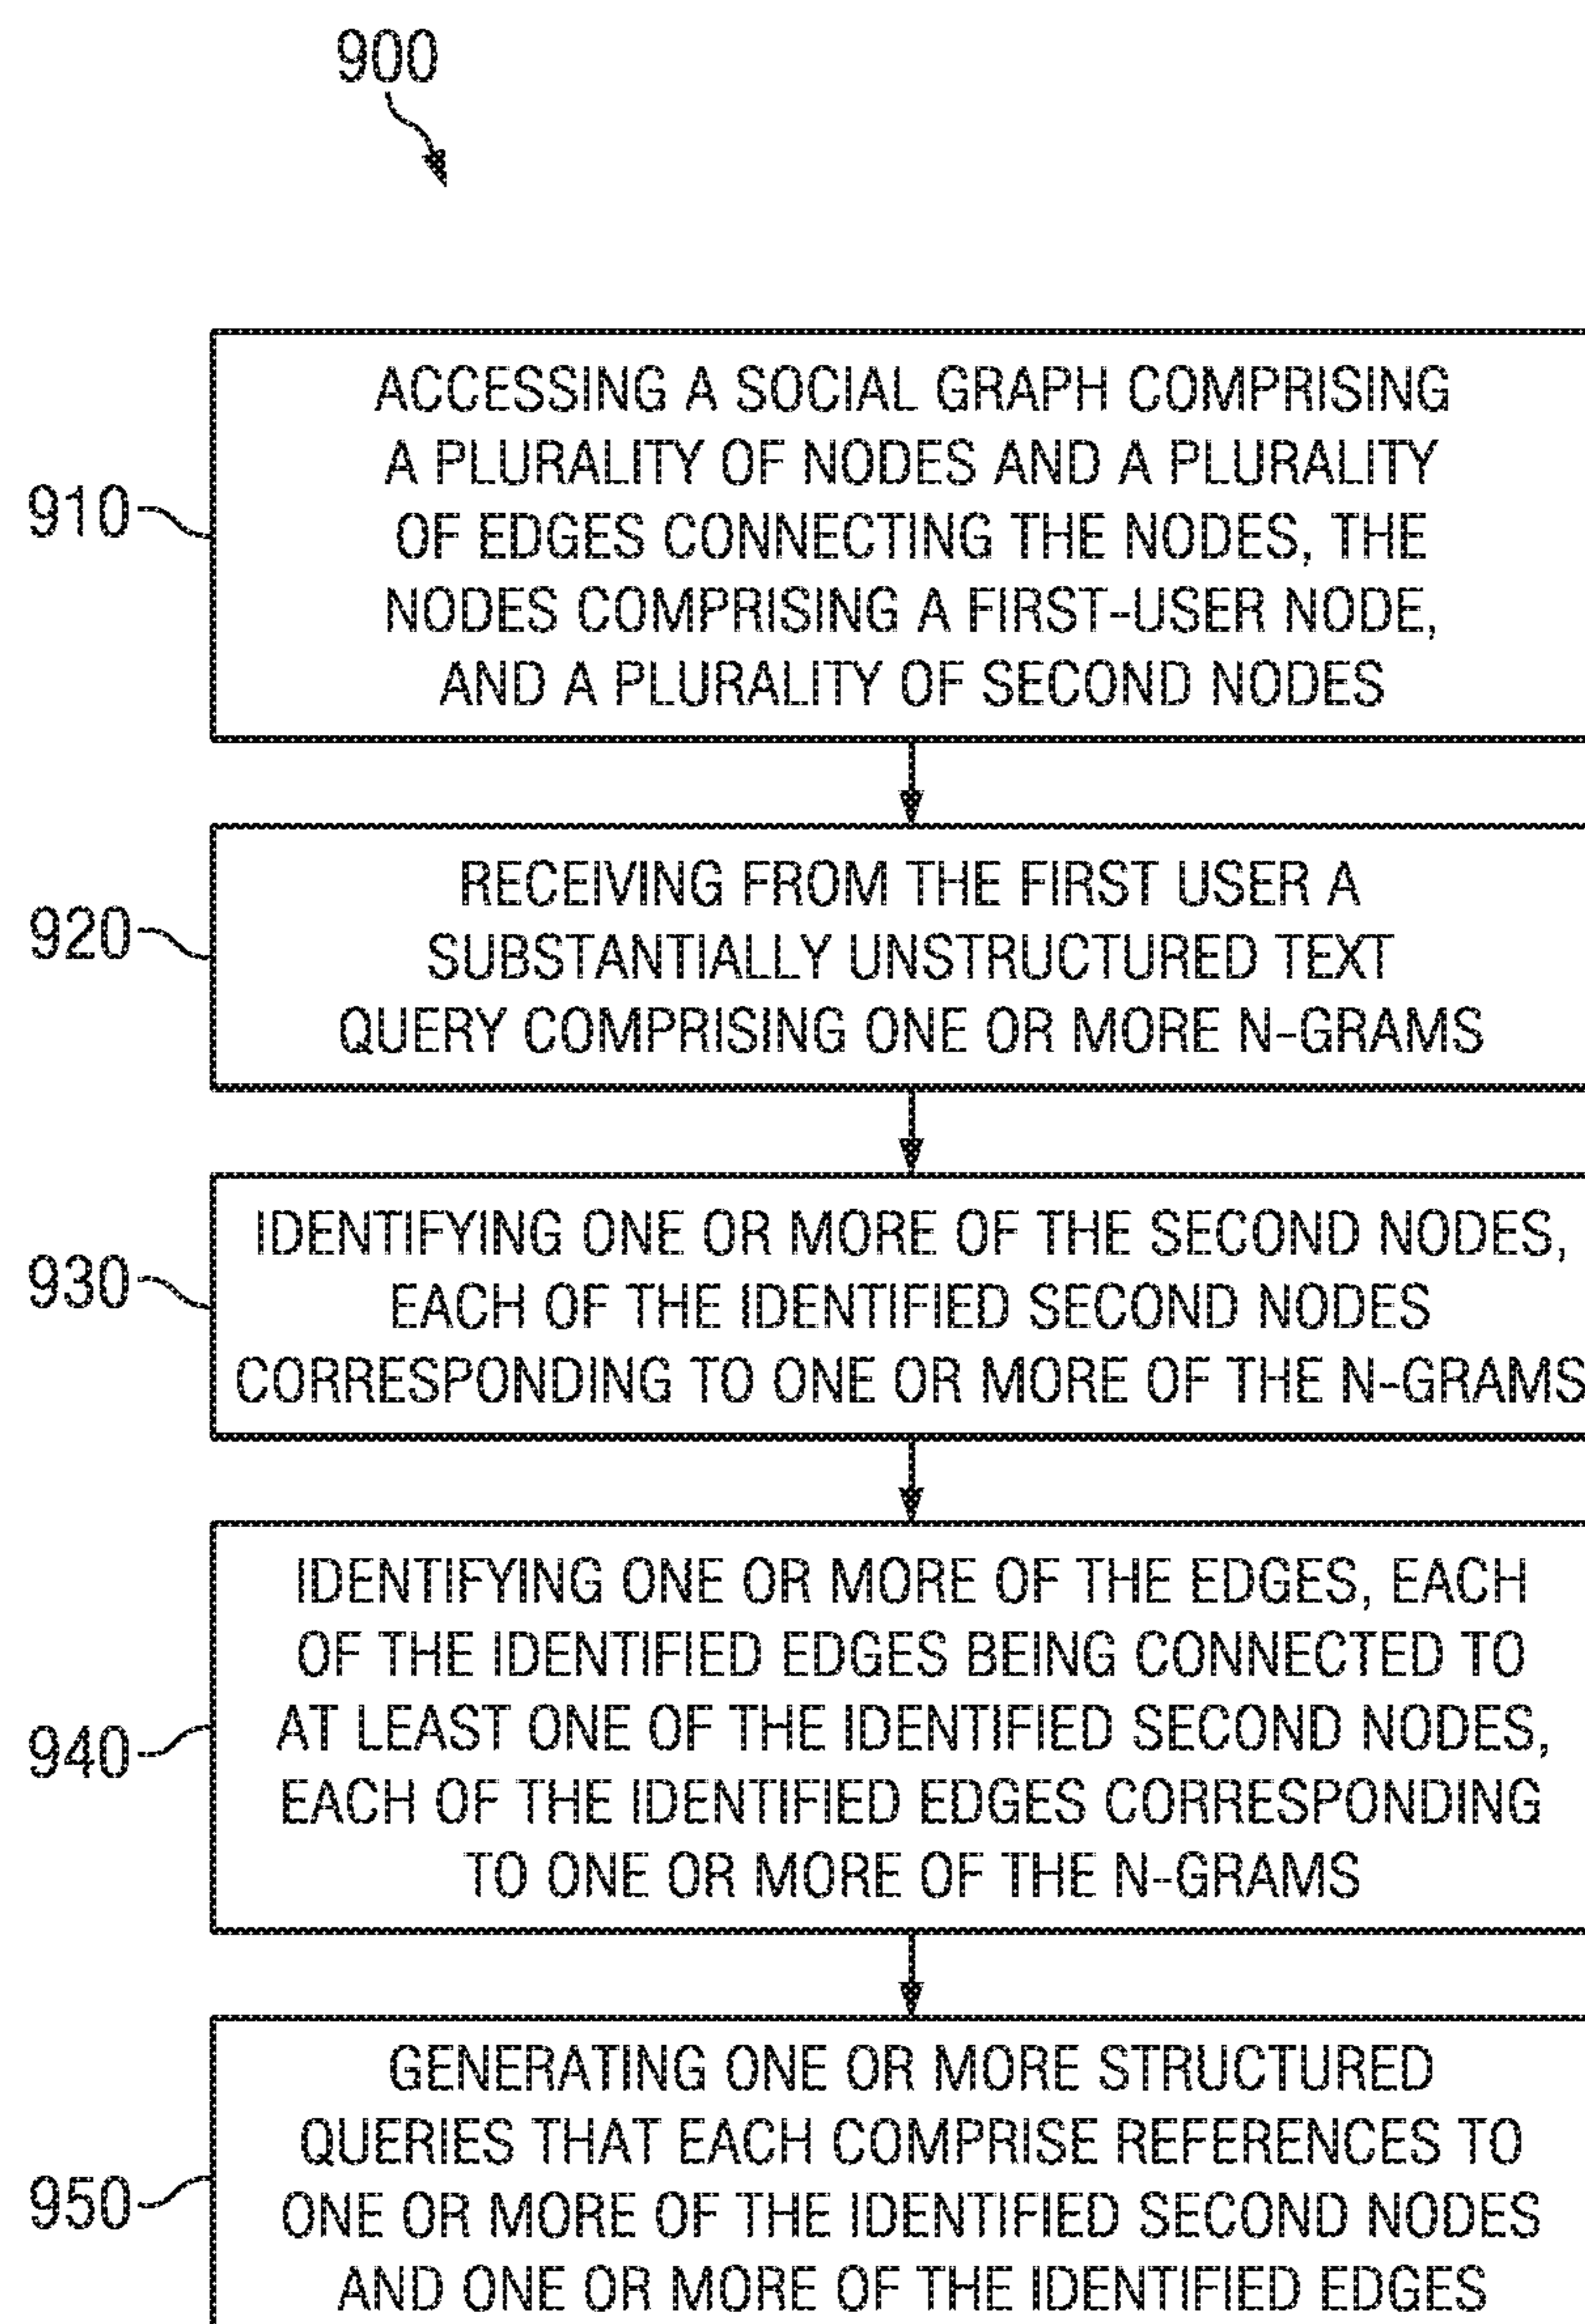 900
910
ACCESSING A SOCIAL GRAPH COMPRISING
A PLURALITY OF NODES AND A PLURALITY
OF EDGES CONNECTING THE NODES, THE
NODES COMPRISING A FIRST-USER NODE,
AND A PLURALITY OF SECOND NODES
920
RECEIVING FROM THE FIRST USER A
SUBSTANTIALLY UNSTRUCTURED TEXT
QUERY COMPRISING ONE OR MORE N-GRAMS
930
IDENTIFYING ONE OR MORE OF THE SECOND NODES,
EACH OF THE IDENTIFIED SECOND NODES
CORRESPONDING TO ONE OR MORE OF THE N-GRAMS
940
IDENTIFYING ONE OR MORE OF THE EDGES, EACH
OF THE IDENTIFIED EDGES BEING CONNECTED TO
AT LEAST ONE OF THE IDENTIFIED SECOND NODES,
EACH OF THE IDENTIFIED EDGES CORRESPONDING
TO ONE OR MORE OF THE N-GRAMS
950
GENERATING ONE OR MORE STRUCTURED
QUERIES THAT EACH COMPRISE REFERENCES TO
ONE OR MORE OF THE IDENTIFIED SECOND NODES
AND ONE OR MORE OF THE IDENTIFIED EDGES